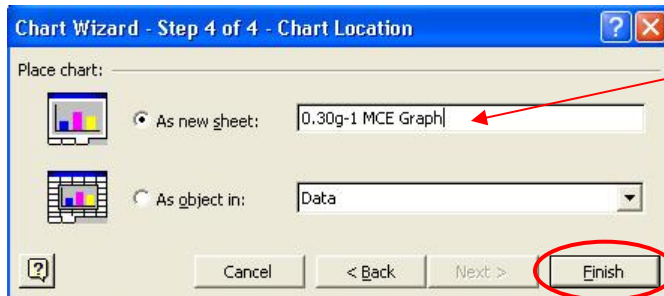 Chart Wizard - Step 4 of 4 - Chart Location
Place chart:
As new sheet: 0.30g-1 MCE Graph
As object in: Data
Cancel < Back Next > Finish